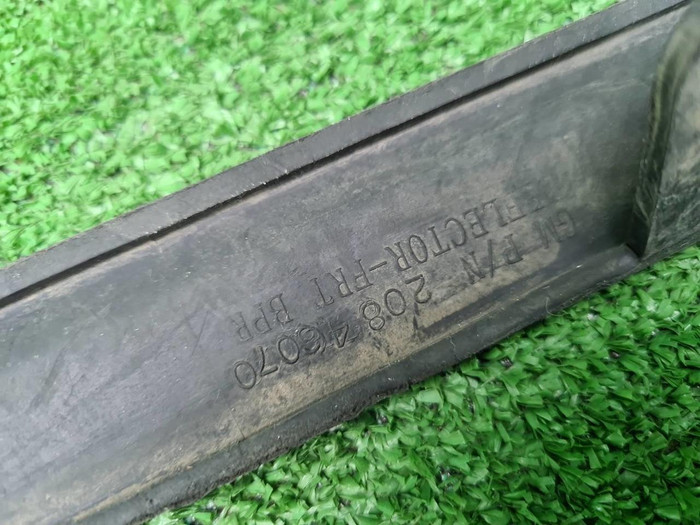 GM P/N 20846070
DEFLECTOR-FRT BPR